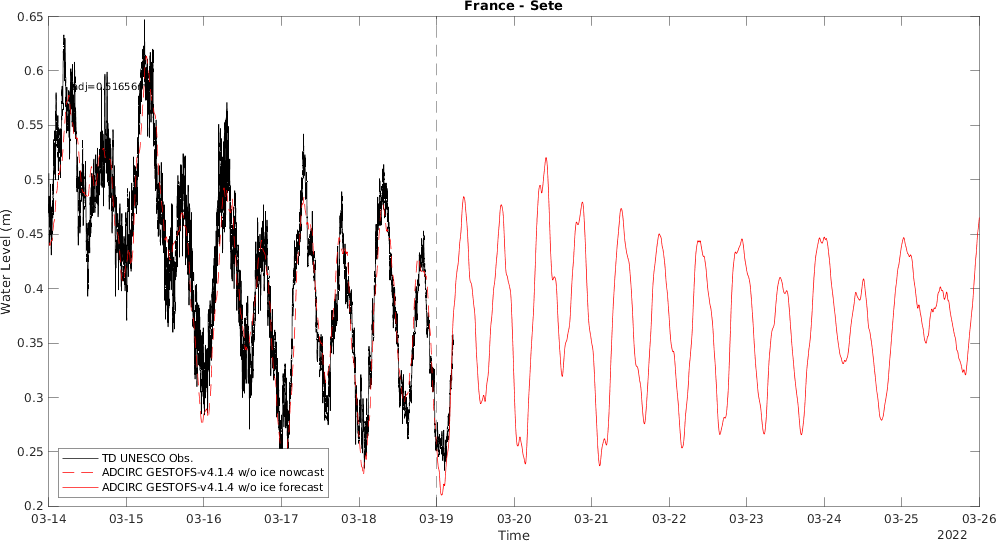 France - Sete
0.65
0.6
0.55
0.5
0.45
0.4
0.35
0.3
0.25
0.2
Water Level (m)
TD UNESCO Obs.
ADCIRC GESTOFS-v4.1.4 w/o ice nowcast
ADCIRC GESTOFS-v4.1.4 w/o ice forecast
03-14 03-15 03-16 03-17 03-18 03-19 03-20 03-21 03-22 03-23 03-24 03-25 03-26
Time
2022